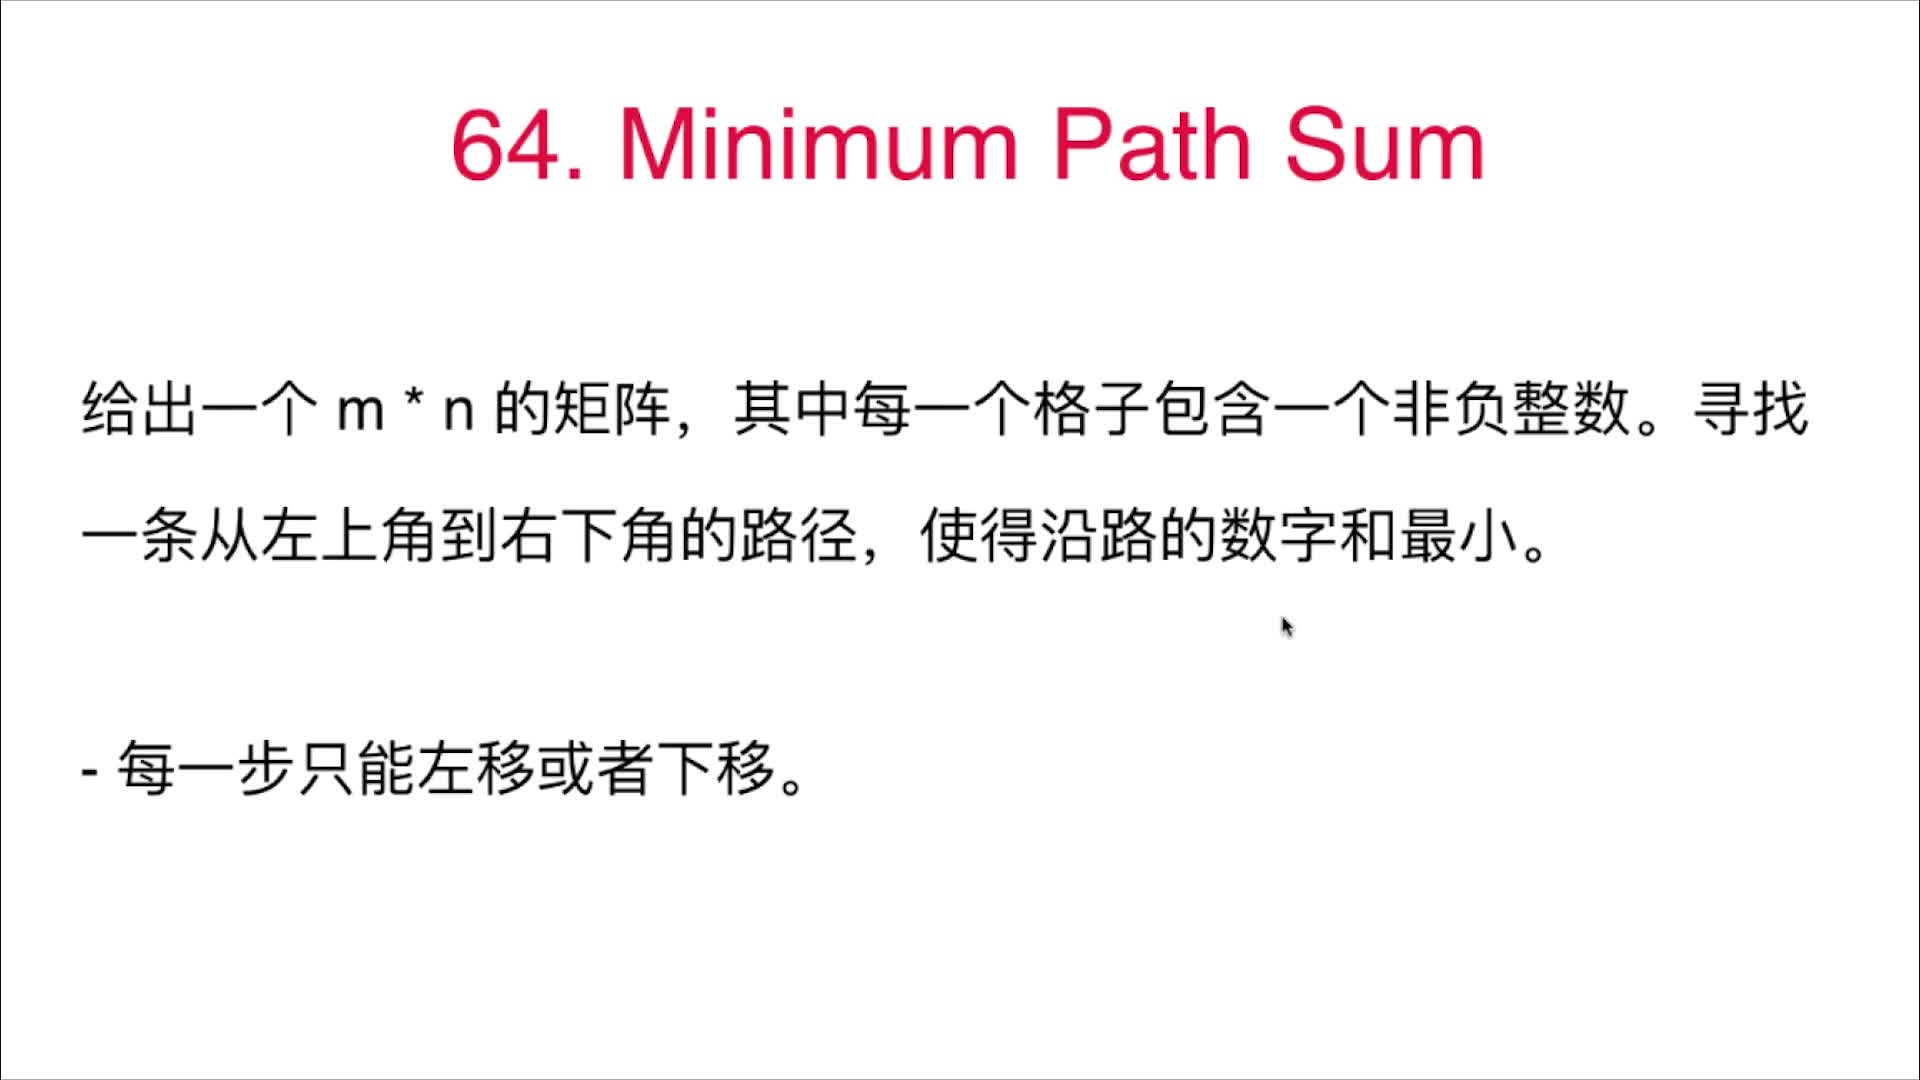 64. Minimum Path Sum
给出一个 m * n 的矩阵，其中每一个格子包含一个非负整数。寻找
一条从左上角到右下角的路径，使得沿路的数字和最小。
- 每一步只能左移或者下移。